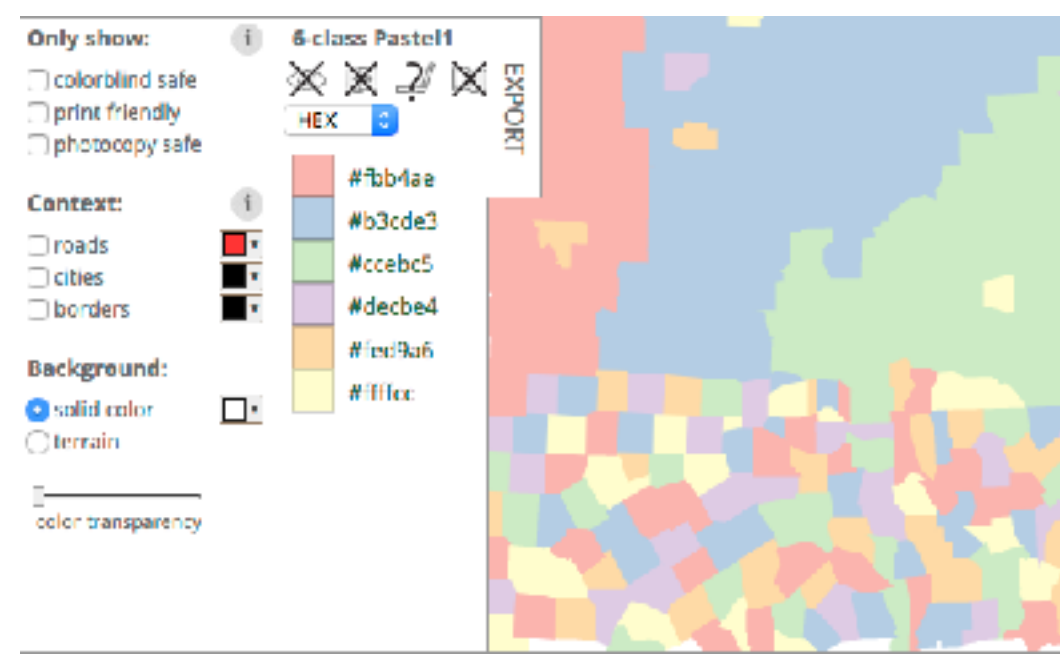 Only show:
i
colorblind safe
print friendly
photocopy safe
Context:
i
roads
cities
borders
Background:
solid color
terrain
color transparency
6-class Pastel1
HEX
EXPORT
#fbb4ae
#b3cde3
#ccebc5
#decbe4
#fed9a6
#ffffcc